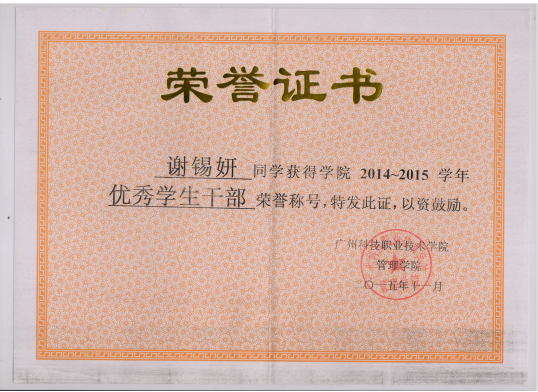 荣誉证书
谢锡妍 同学获得学院 2014~2015 学年
优秀学生干部 荣誉称号，特发此证，以资鼓励。
广州科技职业技术学院
管理学院
二〇一五年十一月